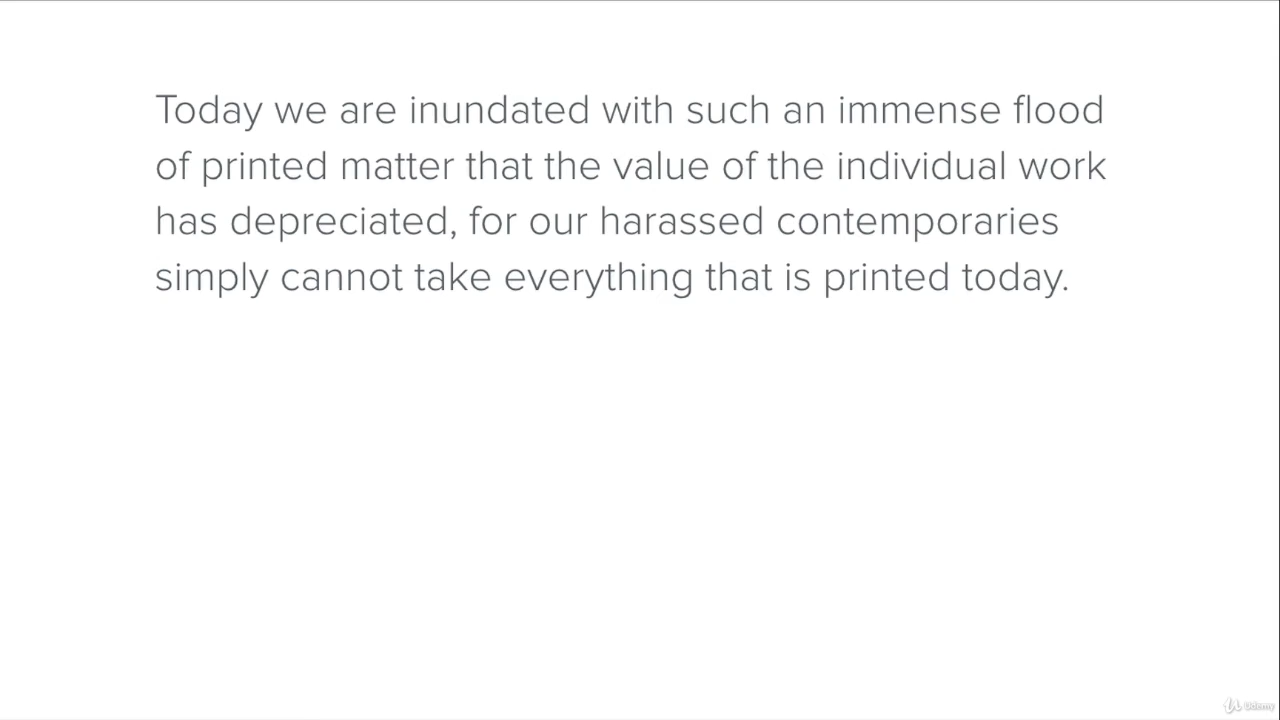 Today we are inundated with such an immense flood
of printed matter that the value of the individual work
has depreciated, for our harassed contemporaries
simply cannot take everything that is printed today.
Udemy